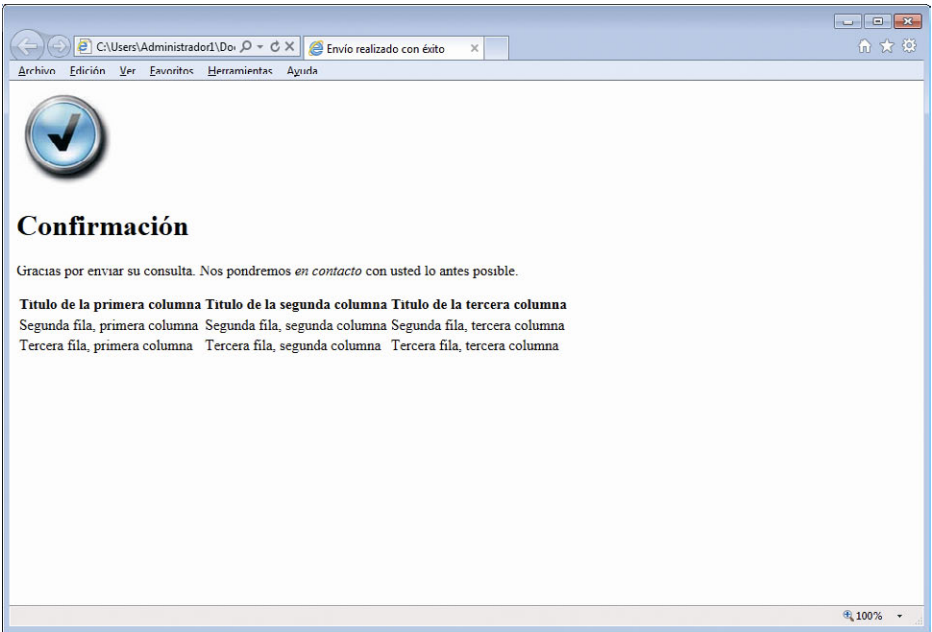 C:\Users\Administrador1\Do
Envío realizado con éxito
Archivo Edición Ver Favoritos Herramientas Ayuda
Confirmación
Gracias por enviar su consulta. Nos pondremos en contacto con usted lo antes posible.
Título de la primera columna Título de la segunda columna Título de la tercera columna
Segunda fila, primera columna Segunda fila, segunda columna Segunda fila, tercera columna
Tercera fila, primera columna Tercera fila, segunda columna Tercera fila, tercera columna
100%